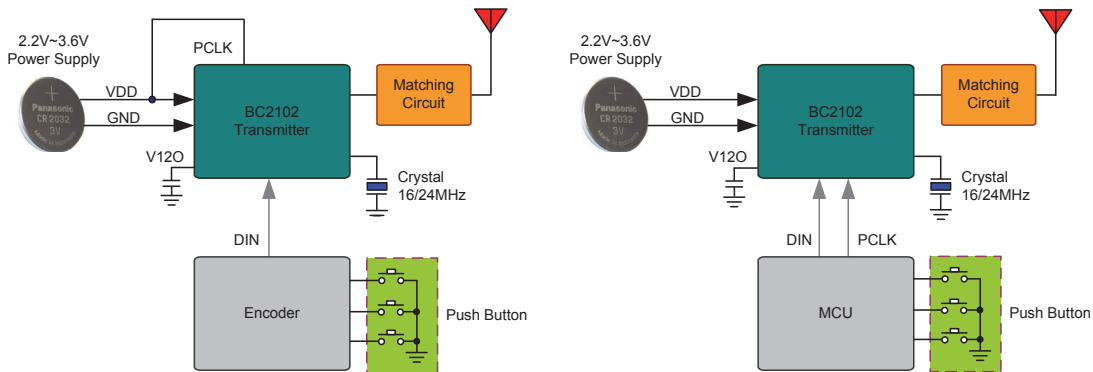 2.2V~3.6V
Power Supply
PCLK
VDD
GND
V12O
Panasonic
CR 2032
3V
BC2102
Transmitter
Matching
Circuit
Crystal
16/24MHz
DIN
Encoder
Push Button
2.2V~3.6V
Power Supply
VDD
GND
V12O
Panasonic
CR 2032
3V
BC2102
Transmitter
Matching
Circuit
Crystal
16/24MHz
DIN
PCLK
MCU
Push Button